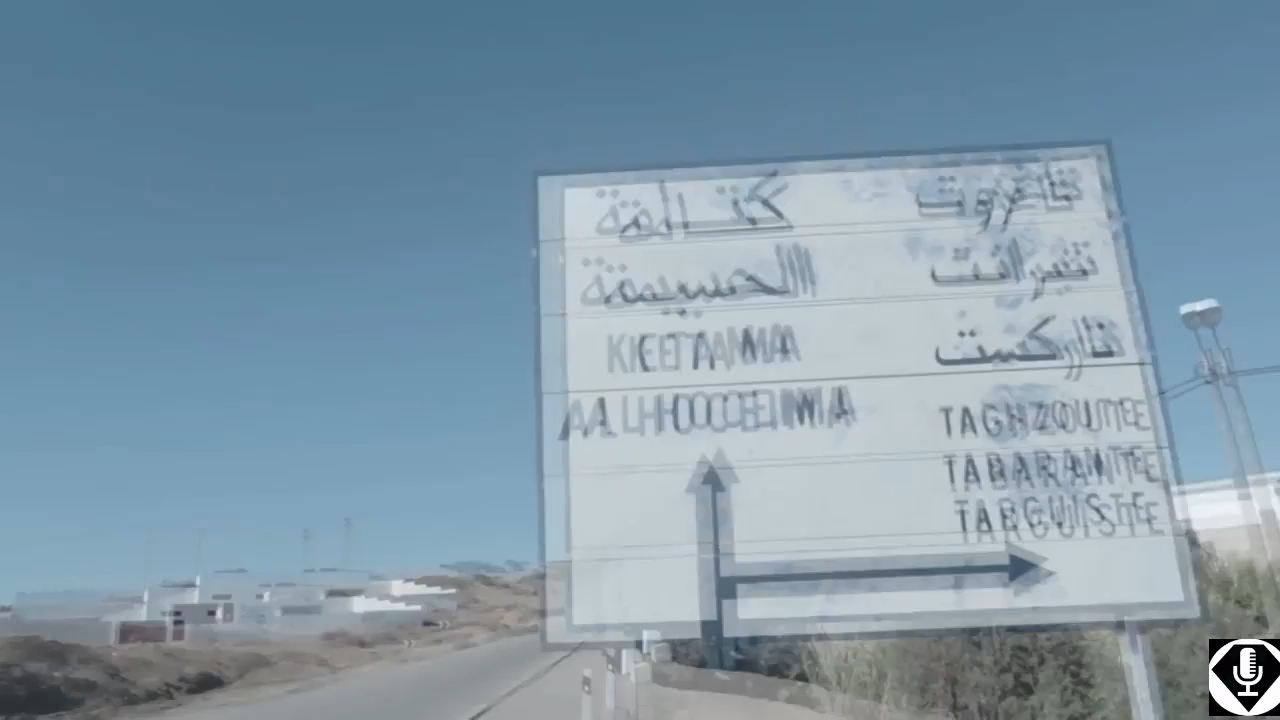 كتامة
الحسيمة
KETAMA
AL HOCEIMA
تاغزوت
تبرانت
تاركست
TAGHZOUTE
TABARANTE
TARGUISTE